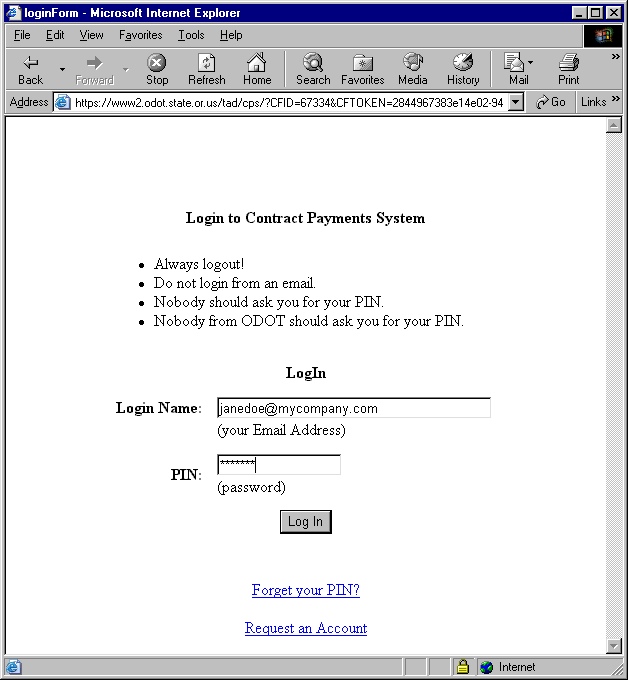 loginForm - Microsoft Internet Explorer
File Edit View Favorites Tools Help
Back Forward Stop Refresh Home Search Favorites Media History Mail Print »
Address https://www2.odot.state.or.us/tad/cps/?CFID=67334&CFTOKEN=2844967383e14e02-94 Go Links »
Login to Contract Payments System
• Always logout!
• Do not login from an email.
• Nobody should ask you for your PIN.
• Nobody from ODOT should ask you for your PIN.
LogIn
Login Name: janedoe@mycompany.com
(your Email Address)
PIN: *******
(password)
Log In
Forget your PIN?
Request an Account
Internet